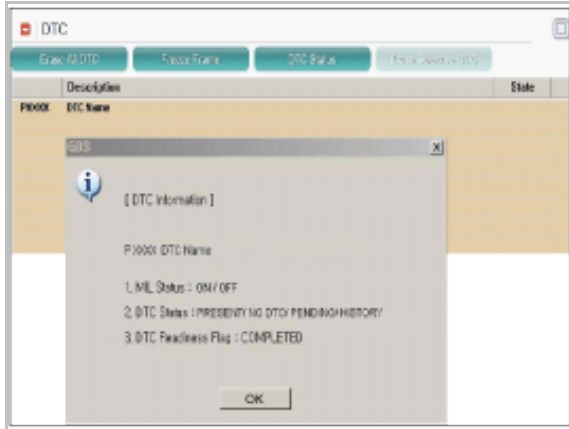 DTC
Erase All DTC Freeze Frame DTC Status
Description State
PXXXX DTC Name
GDS
[ DTC Information ]
PXXXX DTC Name
1. MIL Status : ON / OFF
2. DTC Status : PRESENT/ NO DTC/ PENDING/ HISTORY
3. DTC Readiness Flag : COMPLETED
OK